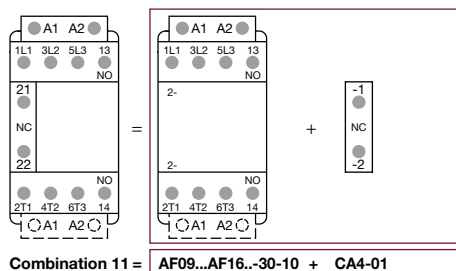 A1 A2 A1 A2
1L1 3L2 5L3 13 1L1 3L2 5L3 13
NO NO
21 2- -1
NC = + NC
22 2- -2
NO NO
2T1 4T2 6T3 14 2T1 4T2 6T3 14
A1 A2 A1 A2
Combination 11 = AF09...AF16..-30-10 + CA4-01